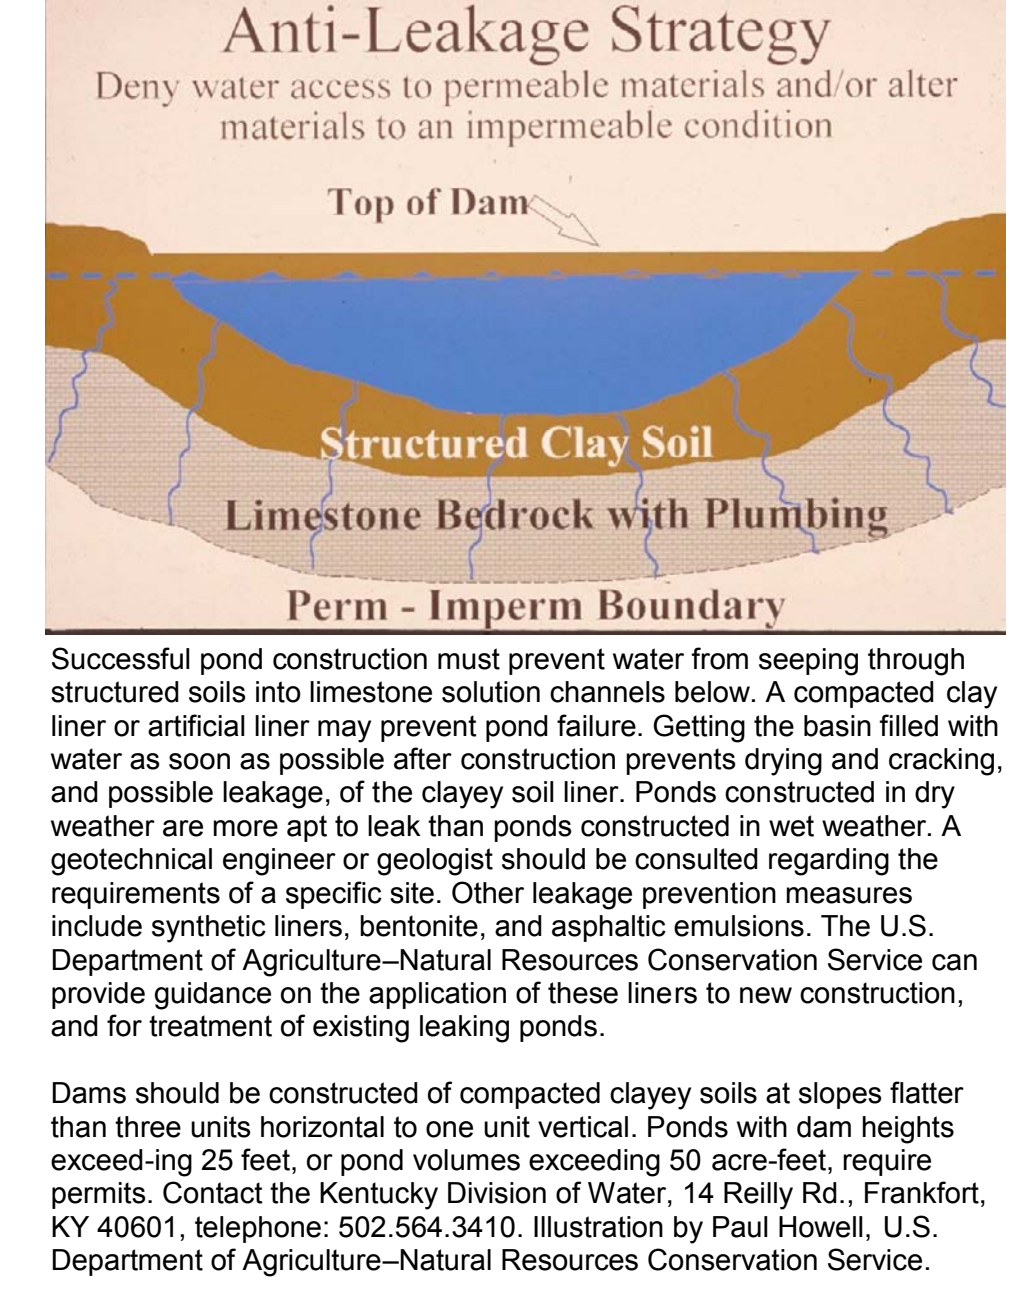 Anti-Leakage Strategy
Deny water access to permeable materials and/or alter
materials to an impermeable condition
Top of Dam
Structured Clay Soil
Limestone Bedrock with Plumbing
Perm - Imperm Boundary
Successful pond construction must prevent water from seeping through
structured soils into limestone solution channels below. A compacted clay
liner or artificial liner may prevent pond failure. Getting the basin filled with
water as soon as possible after construction prevents drying and cracking,
and possible leakage, of the clayey soil liner. Ponds constructed in dry
weather are more apt to leak than ponds constructed in wet weather. A
geotechnical engineer or geologist should be consulted regarding the
requirements of a specific site. Other leakage prevention measures
include synthetic liners, bentonite, and asphaltic emulsions. The U.S.
Department of Agriculture–Natural Resources Conservation Service can
provide guidance on the application of these liners to new construction,
and for treatment of existing leaking ponds.
Dams should be constructed of compacted clayey soils at slopes flatter
than three units horizontal to one unit vertical. Ponds with dam heights
exceed-ing 25 feet, or pond volumes exceeding 50 acre-feet, require
permits. Contact the Kentucky Division of Water, 14 Reilly Rd., Frankfort,
KY 40601, telephone: 502.564.3410. Illustration by Paul Howell, U.S.
Department of Agriculture–Natural Resources Conservation Service.